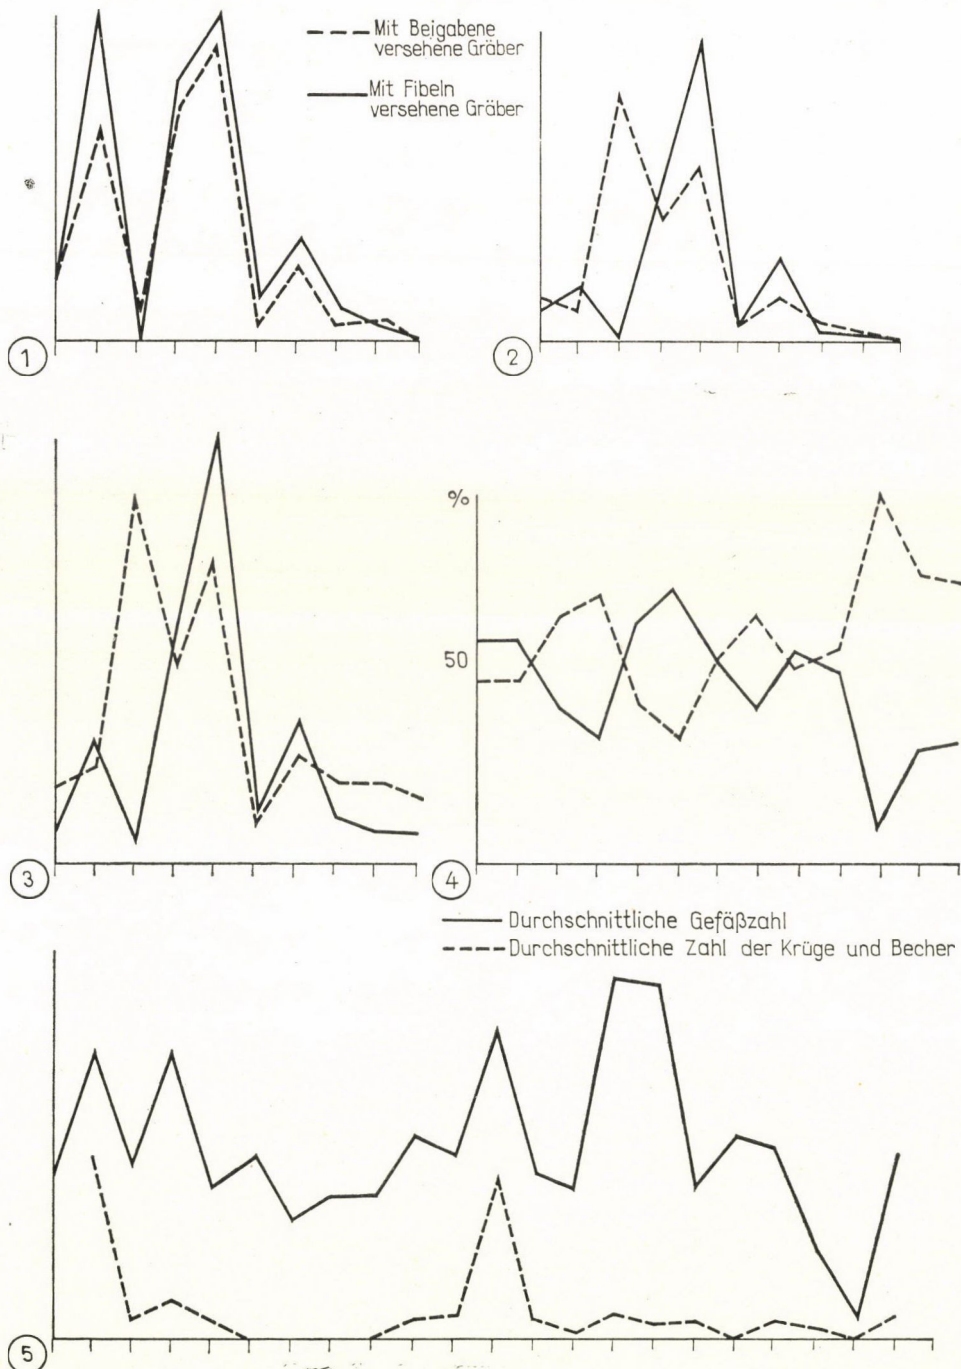 Mit Beigabene
versehene Gräber
Mit Fibeln
versehene Gräber
1
2
%
50
3
4
Durchschnittliche Gefäßzahl
Durchschnittliche Zahl der Krüge und Becher
5